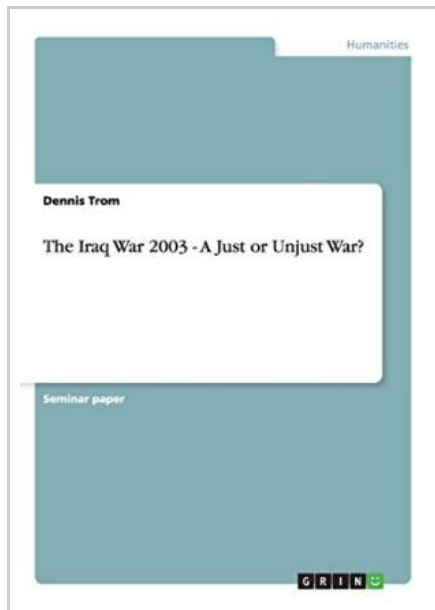 Humanities
Dennis Trom
The Iraq War 2003 - A Just or Unjust War?
Seminar paper
GRIN